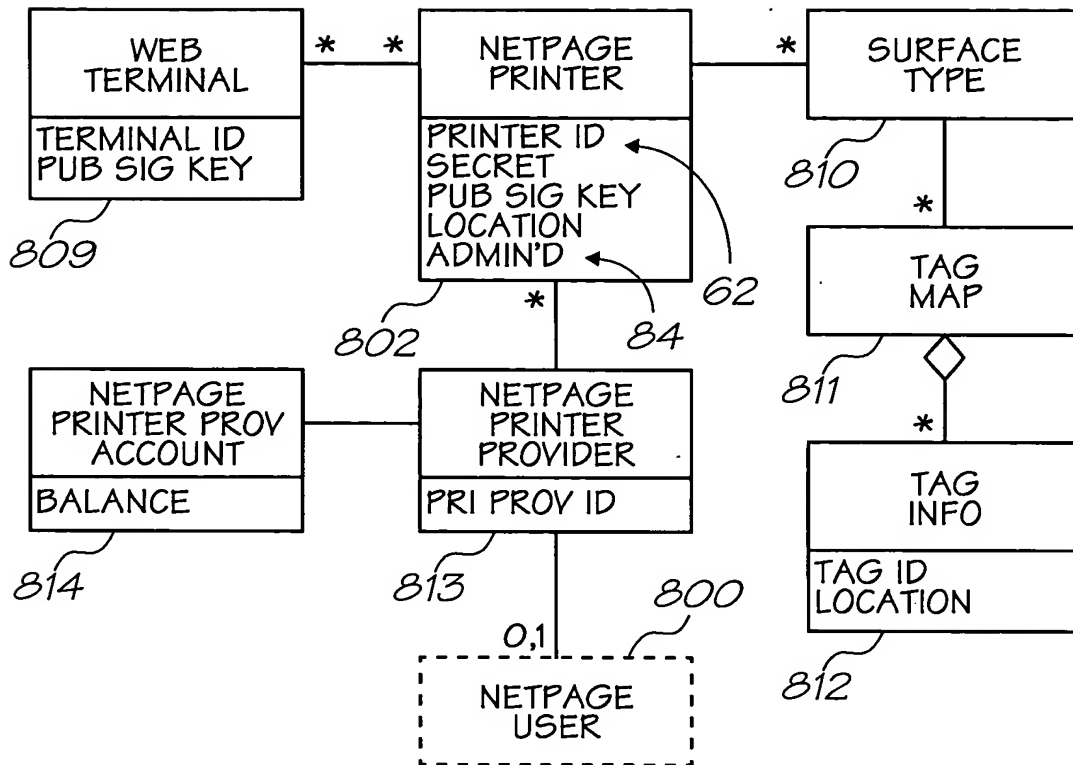 WEB
TERMINAL
TERMINAL ID
PUB SIG KEY
809
* *
NETPAGE
PRINTER
PRINTER ID
SECRET
PUB SIG KEY
LOCATION
ADMIN'D
802
62
84
*
*
SURFACE
TYPE
810
*
TAG
MAP
811
*
TAG
INFO
TAG ID
LOCATION
812
NETPAGE
PRINTER PROV
ACCOUNT
BALANCE
814
NETPAGE
PRINTER
PROVIDER
PRI PROV ID
813
800
0,1
NETPAGE
USER